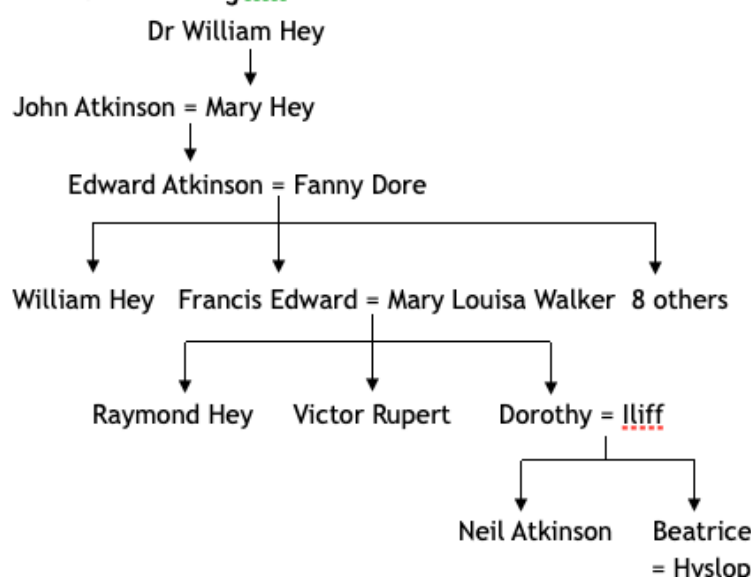 Dr William Hey
John Atkinson = Mary Hey
Edward Atkinson = Fanny Dore
William Hey Francis Edward = Mary Louisa Walker 8 others
Raymond Hey Victor Rupert Dorothy = Iliff
Neil Atkinson Beatrice
= Hyslop